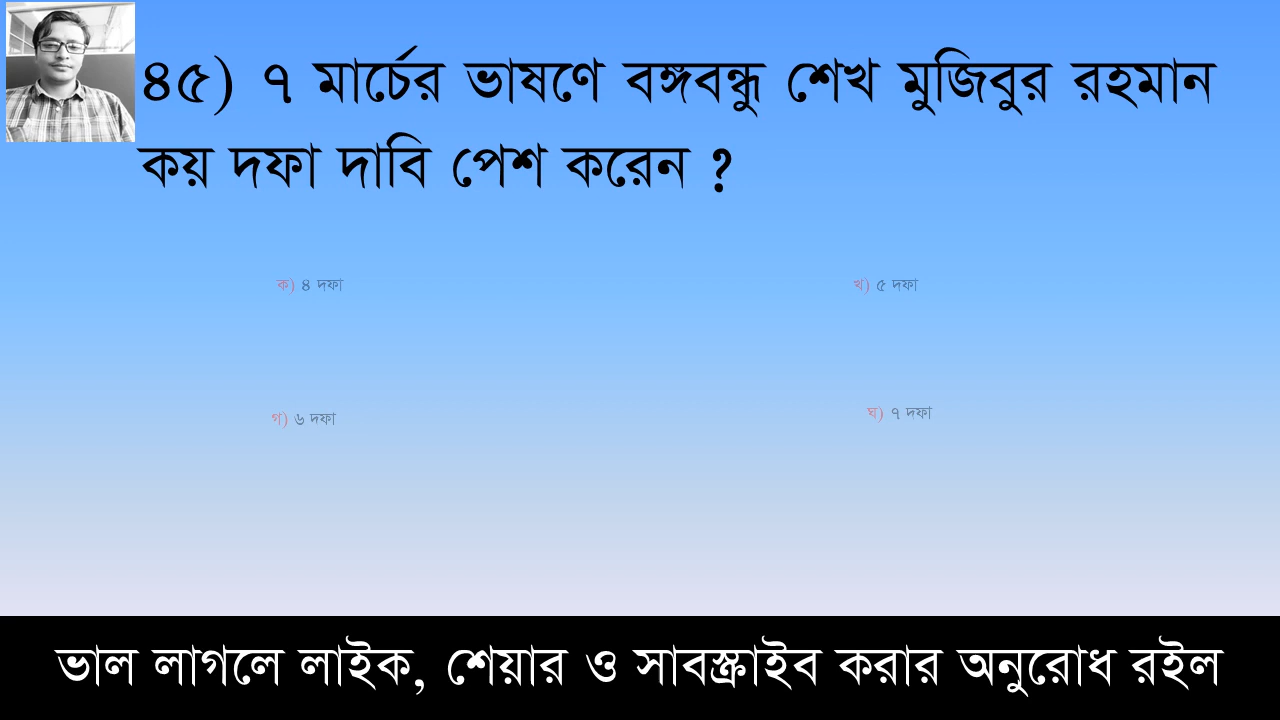 ৪৫) ৭ মার্চের ভাষণে বঙ্গবন্ধু শেখ মুজিবুর রহমান
কয় দফা দাবি পেশ করেন ?
ক) ৪ দফা
খ) ৫ দফা
গ) ৬ দফা
ঘ) ৭ দফা
ভাল লাগলে লাইক, শেয়ার ও সাবস্ক্রাইব করার অনুরোধ রইল